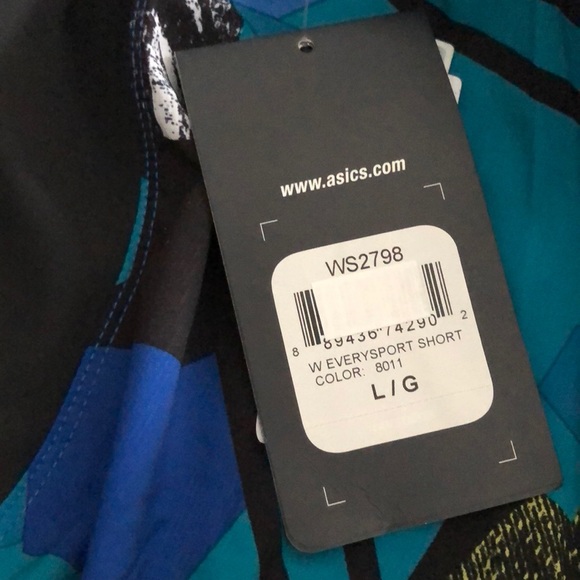 www.asics.com
WS2798
8 89436 74290 2
W EVERYSPORT SHORT
COLOR: 8011
L / G